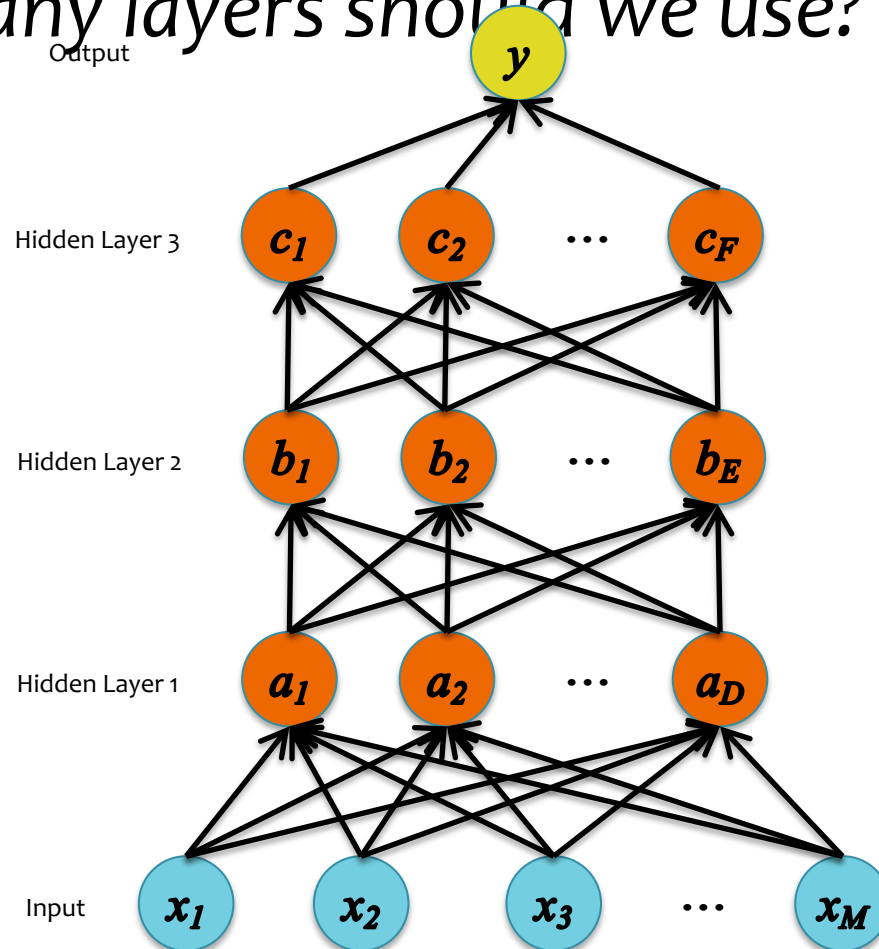 any layers should we use?
Output
y
Hidden Layer 3
c1 c2 ... cF
Hidden Layer 2
b1 b2 ... bE
Hidden Layer 1
a1 a2 ... aD
Input
x1 x2 x3 ... xM